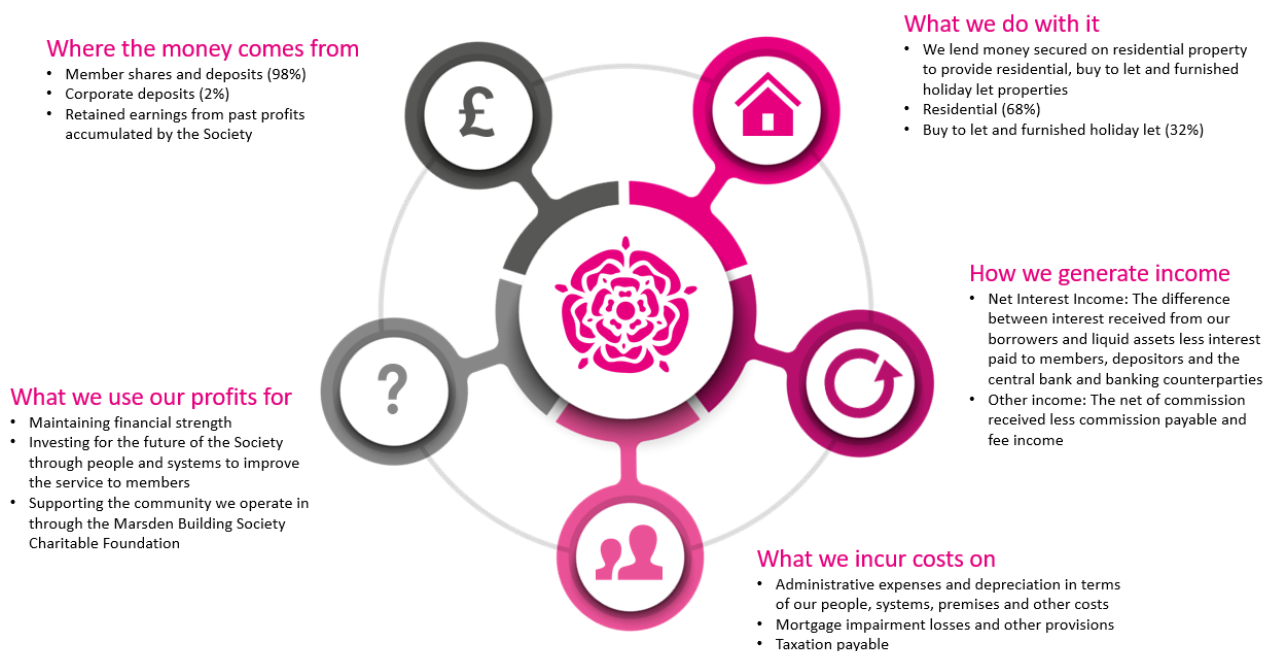 Where the money comes from
• Member shares and deposits (98%)
• Corporate deposits (2%)
• Retained earnings from past profits
accumulated by the Society
£
What we do with it
• We lend money secured on residential property
to provide residential, buy to let and furnished
holiday let properties
• Residential (68%)
• Buy to let and furnished holiday let (32%)
How we generate income
• Net Interest Income: The difference
between interest received from our
borrowers and liquid assets less interest
paid to members, depositors and the
central bank and banking counterparties
• Other income: The net of commission
received less commission payable and
fee income
What we incur costs on
• Administrative expenses and depreciation in terms
of our people, systems, premises and other costs
• Mortgage impairment losses and other provisions
• Taxation payable
What we use our profits for
• Maintaining financial strength
• Investing for the future of the Society
through people and systems to improve
the service to members
• Supporting the community we operate in
through the Marsden Building Society
Charitable Foundation
?